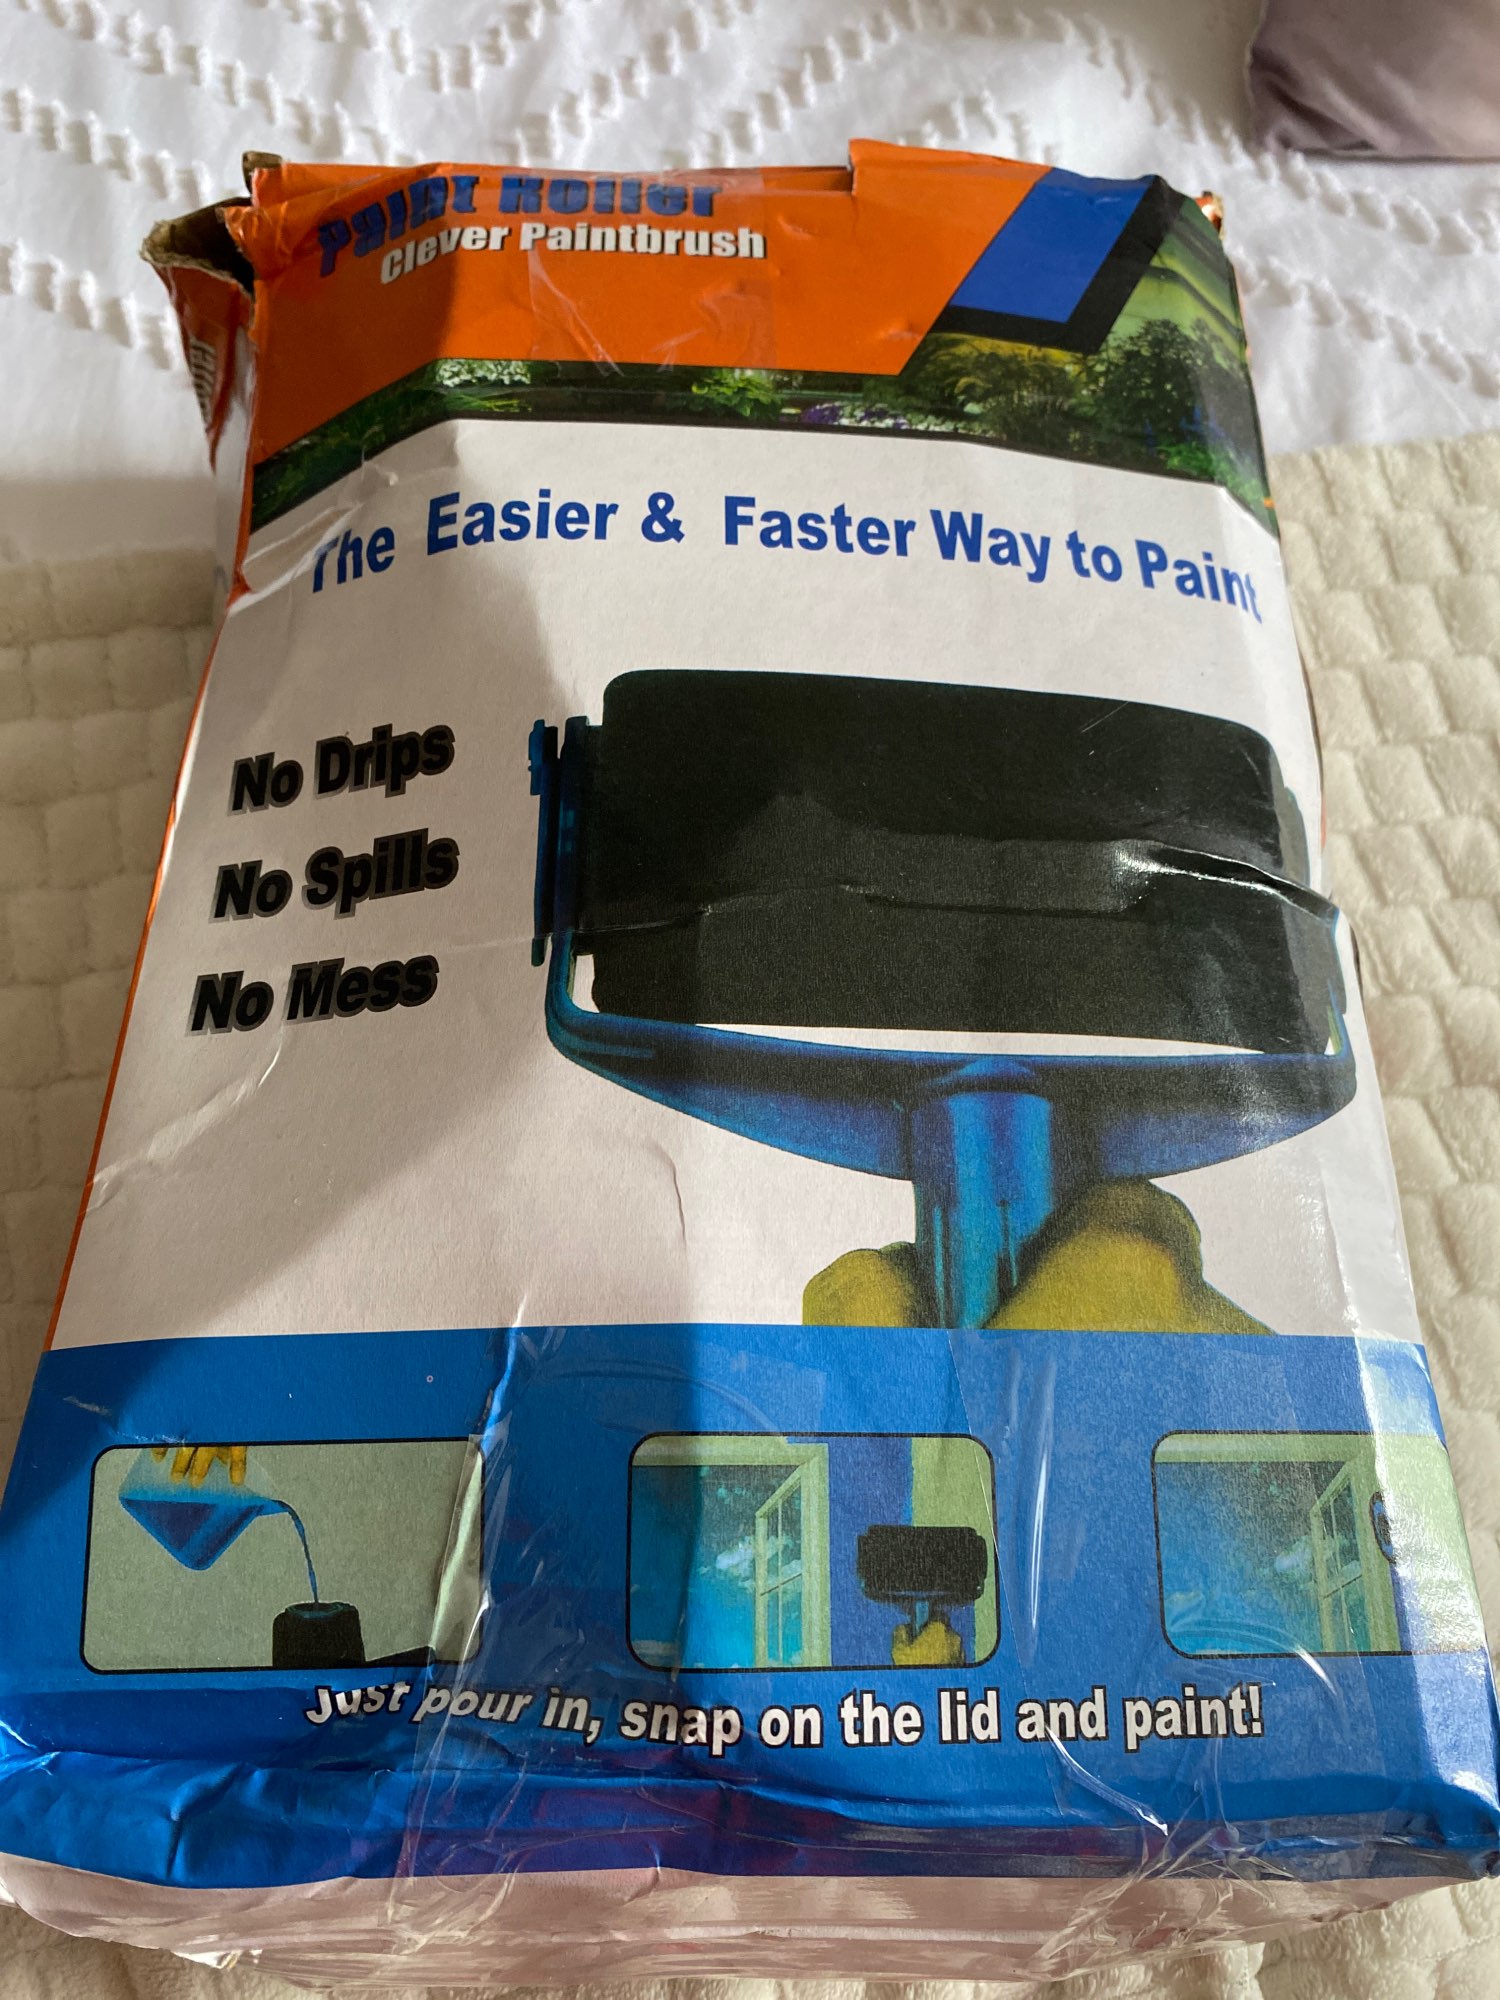 Paint Roller
Clever Paintbrush
The Easier & Faster Way to Paint
No Drips
No Spills
No Mess
Just pour in, snap on the lid and paint!